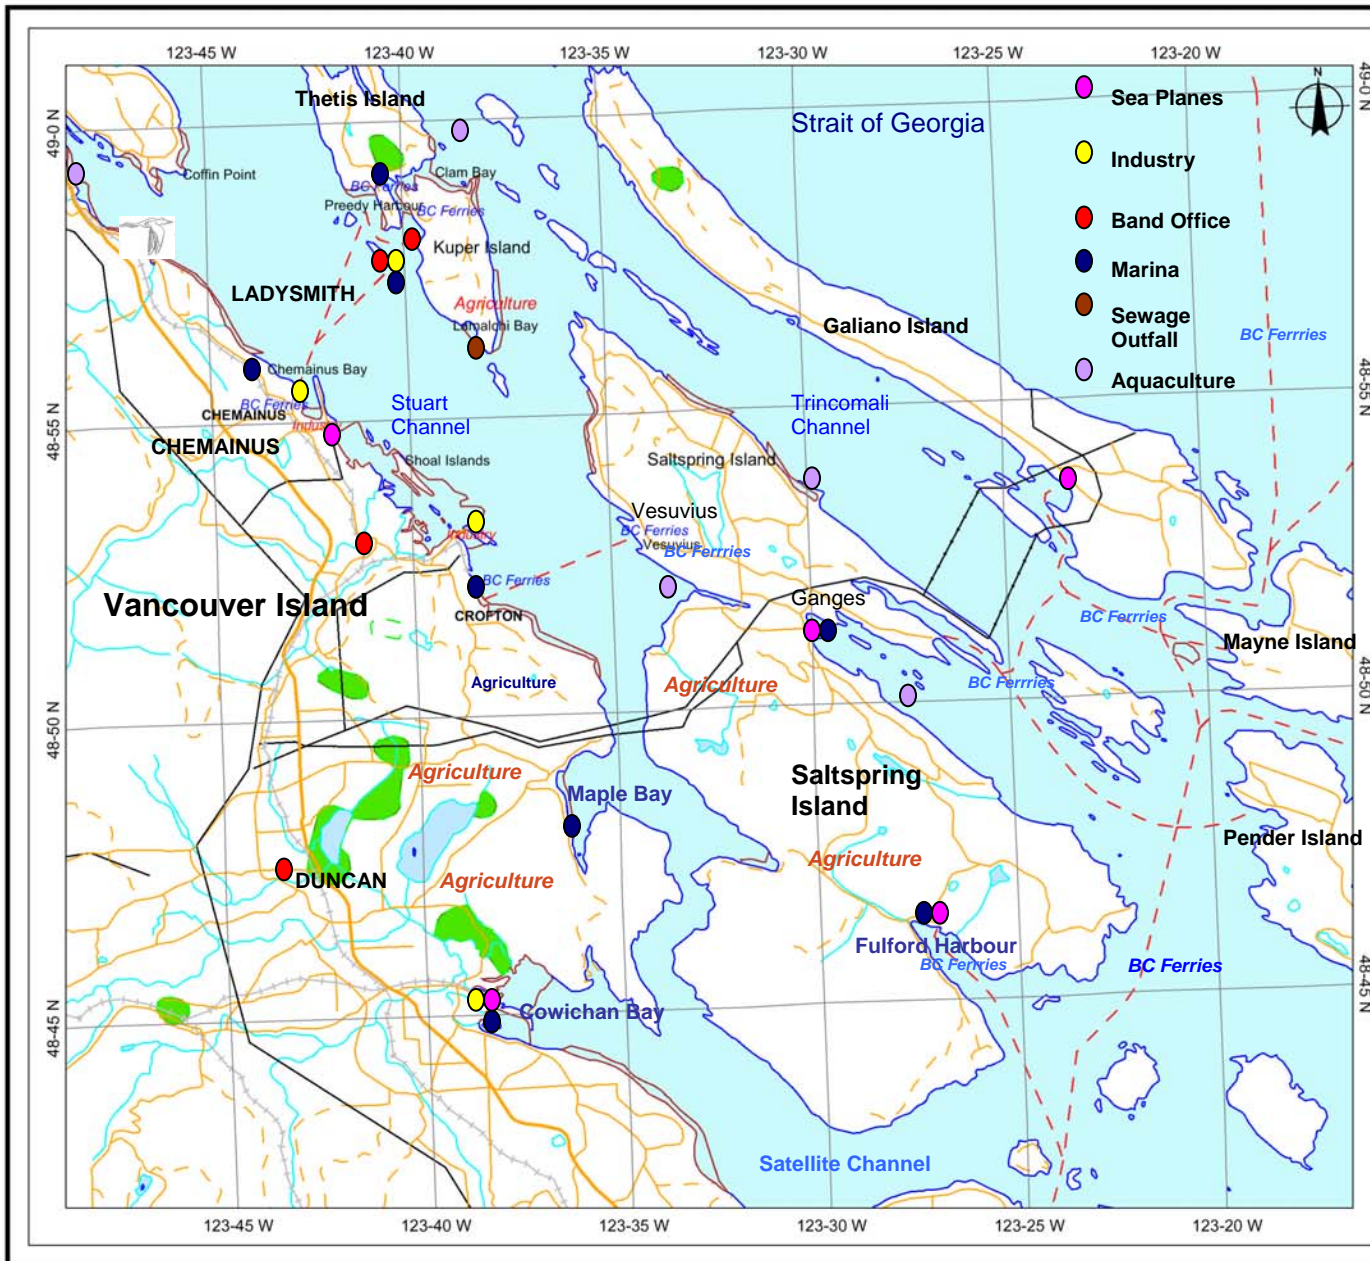 123-45 W
123-40 W
123-35 W
123-30 W
123-25 W
123-20 W
49-0 N
49-0 N
N
Thetis Island
Strait of Georgia
Sea Planes
Industry
Band Office
Marina
Sewage
Outfall
Aquaculture
Coffin Point
Clam Bay
BC Ferries
Preedy Harbour
BC Ferries
Kuper Island
LADYSMITH
Agriculture
Lamalchi Bay
Galiano Island
BC Ferrries
Chemainus Bay
BC Ferries
CHEMAINUS
Industry
CHEMAINUS
Stuart
Channel
Trincomali
Channel
48-55 N
48-55 N
Shoal Islands
Saltspring Island
Vesuvius
BC Ferries
Vesuvius
BC Ferrries
Industry
BC Ferries
CROFTON
Vancouver Island
Ganges
BC Ferrries
Mayne Island
Agriculture
Agriculture
BC Ferrries
48-50 N
48-50 N
Agriculture
Maple Bay
Saltspring
Island
Pender Island
Agriculture
Agriculture
DUNCAN
Fulford Harbour
BC Ferrries
BC Ferries
48-45 N
48-45 N
Cowichan Bay
Satellite Channel
123-45 W
123-40 W
123-35 W
123-30 W
123-25 W
123-20 W